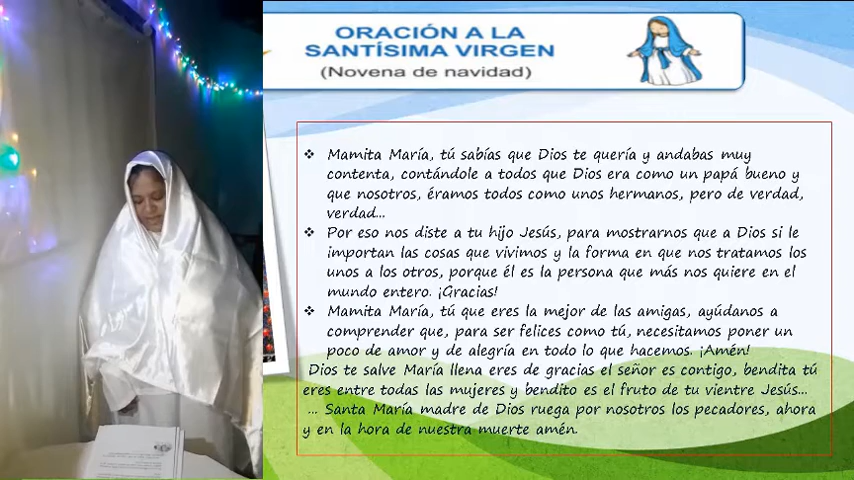 ORACIÓN A LA
SANTÍSIMA VIRGEN
(Novena de navidad)
❖ Mamita María, tú sabías que Dios te quería y andabas muy
contenta, contándole a todos que Dios era como un papá bueno y
que nosotros, éramos todos como unos hermanos, pero de verdad,
verdad...
❖ Por eso nos diste a tu hijo Jesús, para mostrarnos que a Dios si le
importan las cosas que vivimos y la forma en que nos tratamos los
unos a los otros, porque él es la persona que más nos quiere en el
mundo entero. ¡Gracias!
❖ Mamita María, tú que eres la mejor de las amigas, ayúdanos a
comprender que, para ser felices como tú, necesitamos poner un
poco de amor y de alegría en todo lo que hacemos. ¡Amén!
Dios te salve María llena eres de gracias el señor es contigo, bendita tú
eres entre todas las mujeres y bendito es el fruto de tu vientre Jesús...
... Santa María madre de Dios ruega por nosotros los pecadores, ahora
y en la hora de nuestra muerte amén.